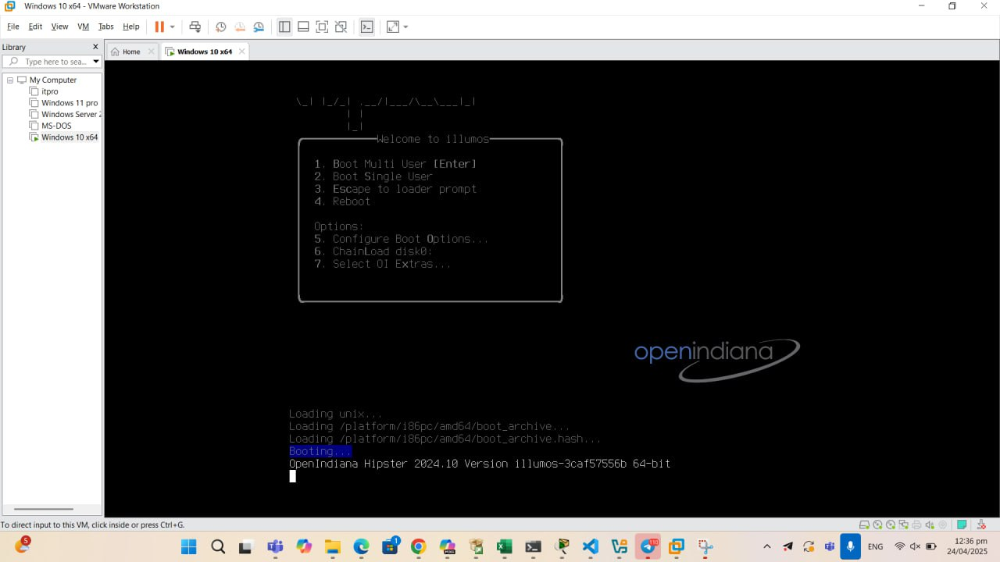 Windows 10 x64 - VMware Workstation
File Edit View VM Tabs Help
Library
Type here to sea...
Home
Windows 10 x64
My Computer
itpro
Windows 11 pro
Windows Server 2
MS-DOS
Windows 10 x64
Welcome to illumos
1. Boot Multi User [Enter]
2. Boot Single User
3. Escape to loader prompt
4. Reboot
Options:
5. Configure Boot Options...
6. ChainLoad disk0:
7. Select OI Extras...
openindiana
Loading unix...
Loading /platform/i86pc/amd64/boot_archive...
Loading /platform/i86pc/amd64/boot_archive.hash...
Booting...
OpenIndiana Hipster 2024.10 Version illumos-3caf57556b 64-bit
To direct input to this VM, click inside or press Ctrl+G.
5
1
110
ENG
12:36 pm
24/04/2025